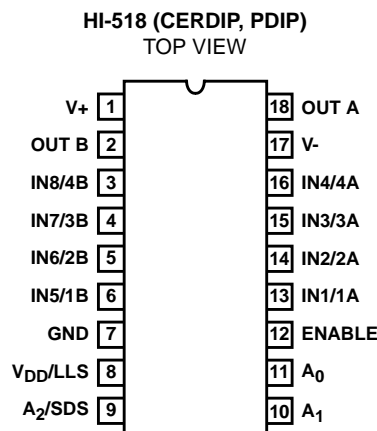 HI-518 (CERDIP, PDIP)
TOP VIEW
V+ 1 18 OUT A
OUT B 2 17 V-
IN8/4B 3 16 IN4/4A
IN7/3B 4 15 IN3/3A
IN6/2B 5 14 IN2/2A
IN5/1B 6 13 IN1/1A
GND 7 12 ENABLE
VDD/LLS 8 11 A0
A2/SDS 9 10 A1